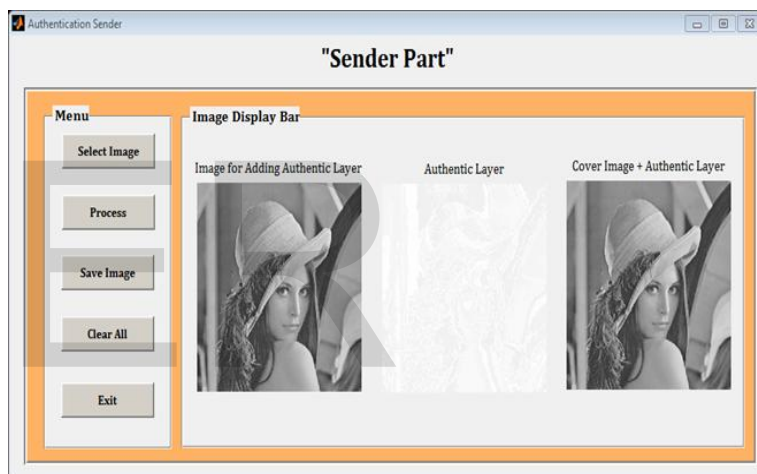 Authentication Sender
"Sender Part"
Menu
Select Image
Process
Save Image
Clear All
Exit
Image Display Bar
Image for Adding Authentic Layer
Authentic Layer
Cover Image + Authentic Layer
ER